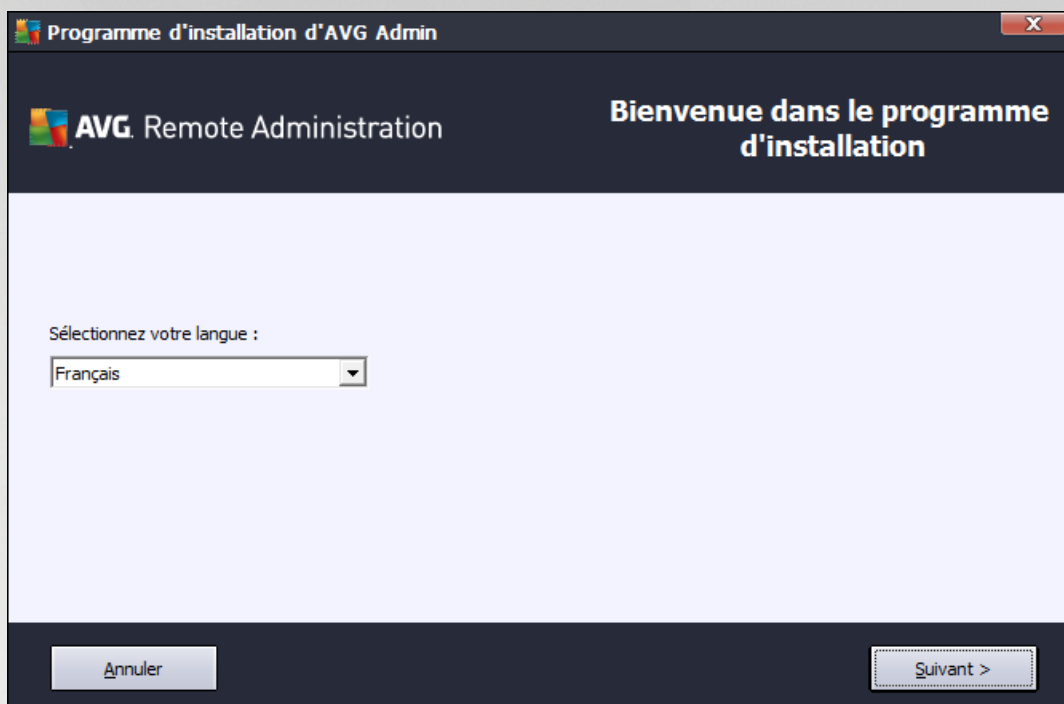 Programme d'installation d'AVG Admin
X
AVG. Remote Administration
Bienvenue dans le programme
d'installation
Sélectionnez votre langue :
Français
Annuler
Suivant >